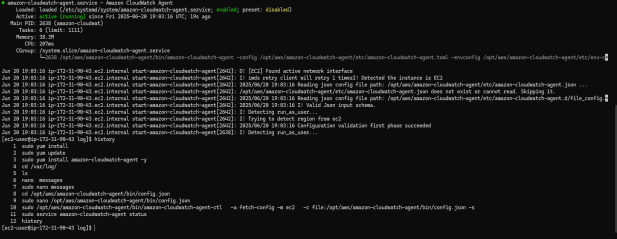 ● amazon-cloudwatch-agent.service - Amazon CloudWatch Agent
Loaded: loaded (/etc/systemd/system/amazon-cloudwatch-agent.service; enabled; preset: disabled)
Active: active (running) since Fri 2025-06-20 19:03:16 UTC; 19s ago
Main PID: 2638 (amazon-cloudwat)
Tasks: 6 (limit: 1111)
Memory: 38.3M
CPU: 207ms
CGroup: /system.slice/amazon-cloudwatch-agent.service
└─2638 /opt/aws/amazon-cloudwatch-agent/bin/amazon-cloudwatch-agent -config /opt/aws/amazon-cloudwatch-agent/etc/amazon-cloudwatch-agent.toml -envconfig /opt/aws/amazon-cloudwatch-agent/etc/env-c>
Jun 20 19:03:16 ip-172-31-90-43.ec2.internal start-amazon-cloudwatch-agent[2642]: D! [EC2] Found active network interface
Jun 20 19:03:16 ip-172-31-90-43.ec2.internal start-amazon-cloudwatch-agent[2642]: I! imds retry client will retry 1 timesI! Detected the instance is EC2
Jun 20 19:03:16 ip-172-31-90-43.ec2.internal start-amazon-cloudwatch-agent[2642]: 2025/06/20 19:03:16 Reading json config file path: /opt/aws/amazon-cloudwatch-agent/etc/amazon-cloudwatch-agent.json ...
Jun 20 19:03:16 ip-172-31-90-43.ec2.internal start-amazon-cloudwatch-agent[2642]: /opt/aws/amazon-cloudwatch-agent/etc/amazon-cloudwatch-agent.json does not exist or cannot read. Skipping it.
Jun 20 19:03:16 ip-172-31-90-43.ec2.internal start-amazon-cloudwatch-agent[2642]: 2025/06/20 19:03:16 Reading json config file path: /opt/aws/amazon-cloudwatch-agent/etc/amazon-cloudwatch-agent.d/file_config.>
Jun 20 19:03:16 ip-172-31-90-43.ec2.internal start-amazon-cloudwatch-agent[2642]: 2025/06/20 19:03:16 I! Valid Json input schema.
Jun 20 19:03:16 ip-172-31-90-43.ec2.internal start-amazon-cloudwatch-agent[2642]: I! Detecting run_as_user...
Jun 20 19:03:16 ip-172-31-90-43.ec2.internal start-amazon-cloudwatch-agent[2642]: I! Trying to detect region from ec2
Jun 20 19:03:16 ip-172-31-90-43.ec2.internal start-amazon-cloudwatch-agent[2642]: 2025/06/20 19:03:16 Configuration validation first phase succeeded
Jun 20 19:03:16 ip-172-31-90-43.ec2.internal start-amazon-cloudwatch-agent[2638]: I! Detecting run_as_user...
[ec2-user@ip-172-31-90-43 log]$ history
1 sudo yum install
2 sudo yum update
3 sudo yum install amazon-cloudwatch-agent -y
4 cd /var/log/
5 ls
6 nano messages
7 sudo nano messages
8 cd /opt/aws/amazon-cloudwatch-agent/bin/config.json
9 sudo nano /opt/aws/amazon-cloudwatch-agent/bin/config.json
10 sudo /opt/aws/amazon-cloudwatch-agent/bin/amazon-cloudwatch-agent-ctl -a fetch-config -m ec2 -c file:/opt/aws/amazon-cloudwatch-agent/bin/config.json -s
11 sudo service amazon-cloudwatch-agent status
12 history
[ec2-user@ip-172-31-90-43 log]$